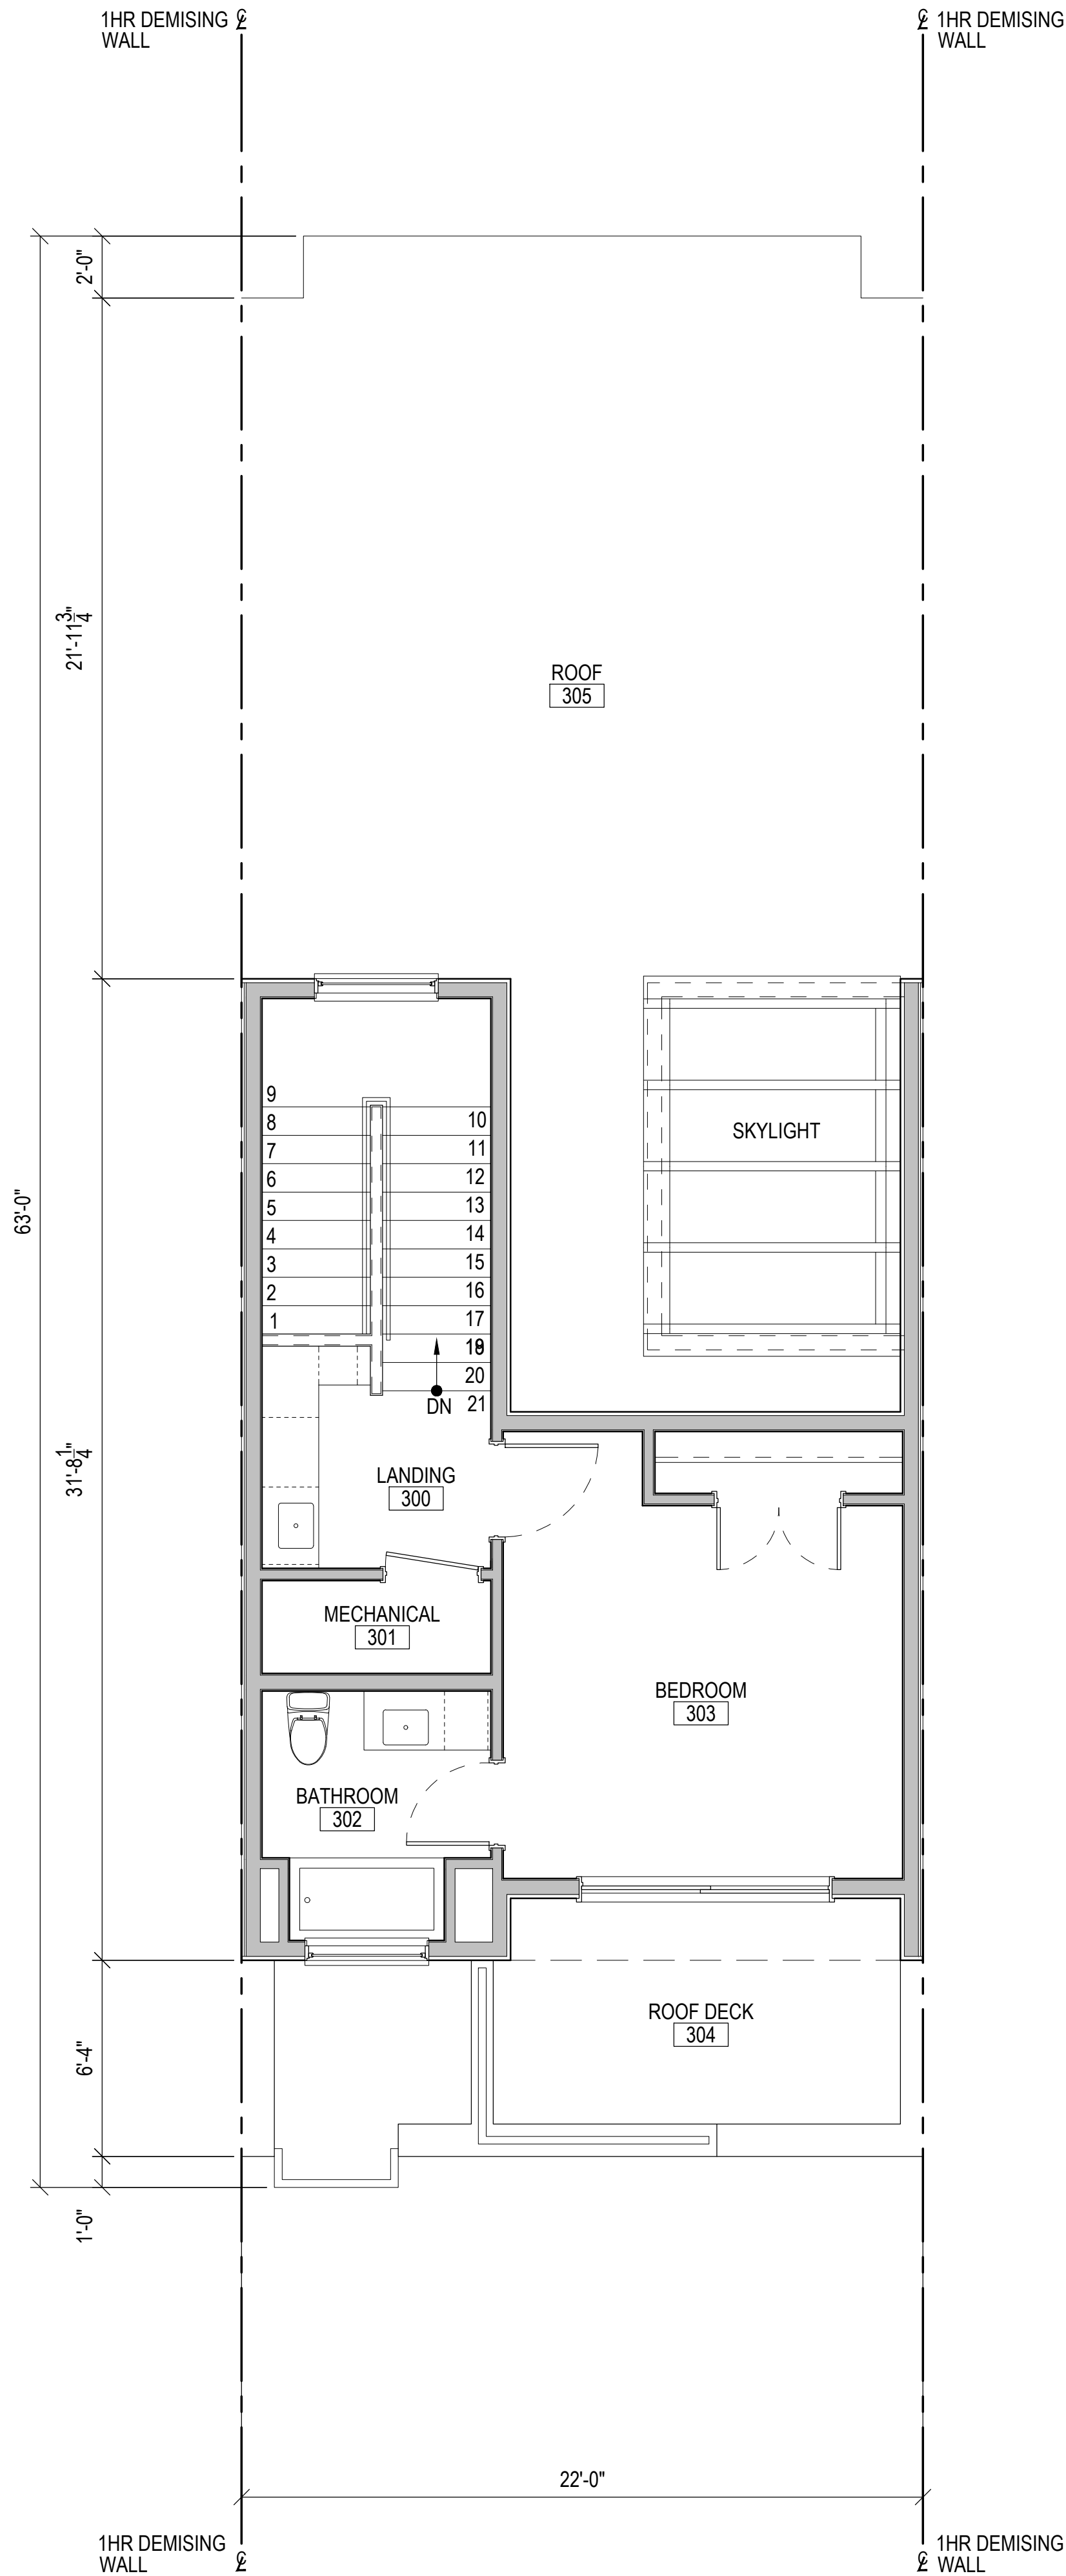 1HR DEMISING ℄
WALL
℄ 1HR DEMISING
WALL
2'-0"
21'-11 3/4"
63'-0"
ROOF
305
9
8
7
6
5
4
3
2
1
10
11
12
13
14
15
16
17
20
21
DN
SKYLIGHT
31'-8 1/4"
LANDING
300
MECHANICAL
301
BEDROOM
303
BATHROOM
302
ROOF DECK
304
6'-4"
1'-0"
22'-0"
1HR DEMISING
WALL ℄
1HR DEMISING
℄ WALL